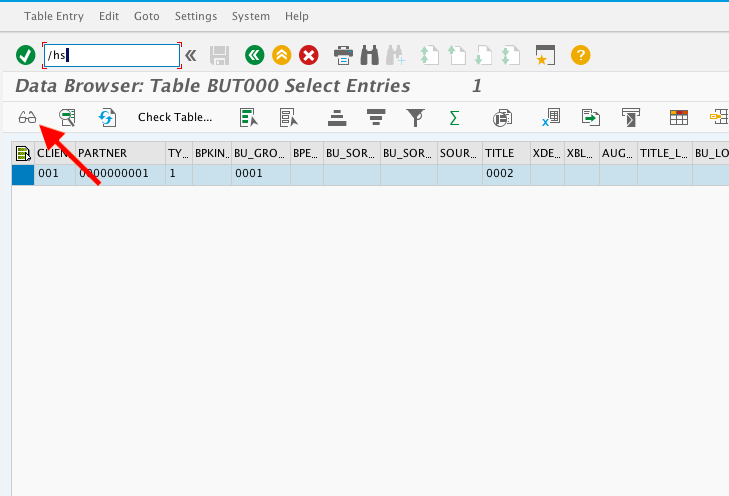 Table Entry Edit Goto Settings System Help
/hs
Data Browser: Table BUT000 Select Entries 1
Check Table...
CLIEN PARTNER TY... BPKIN... BU_GRO... BPE... BU_SOR... BU_SOR... SOUR... TITLE XDE... XBL... AUG... TITLE_L... BU_LO
001 0000000001 1 0001 0002